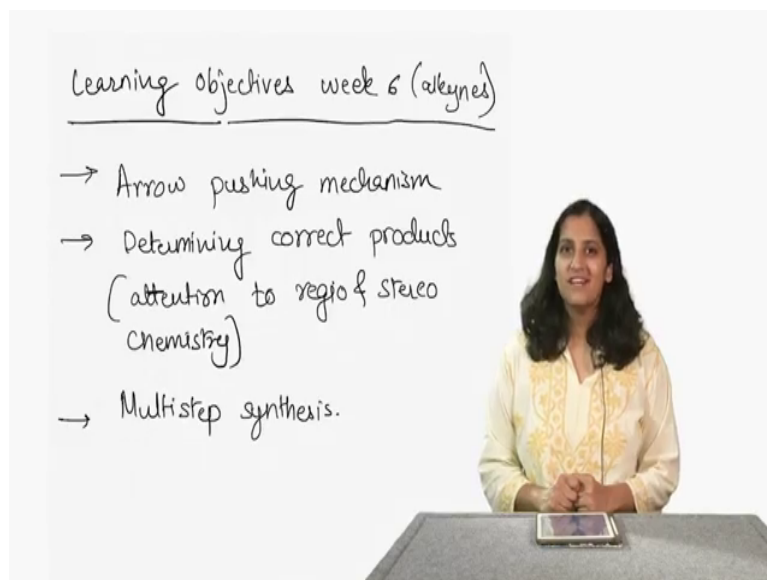 Learning objectives week 6 (alkynes)
→ Arrow pushing mechanism
→ Determining correct products
(attention to regio & stereo
chemistry)
→ Multistep synthesis.